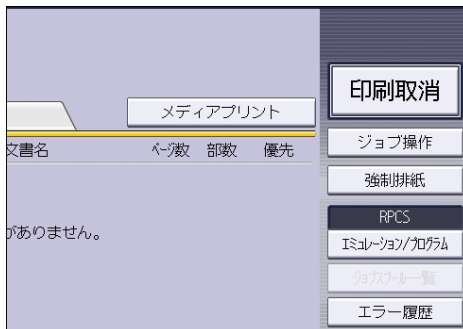 印刷取消
メディアプリント
ジョブ操作
文書名 ページ数 部数 優先
強制排紙
RPCS
がありません。
エミュレーション/プログラム
ジョブスプール一覧
エラー履歴